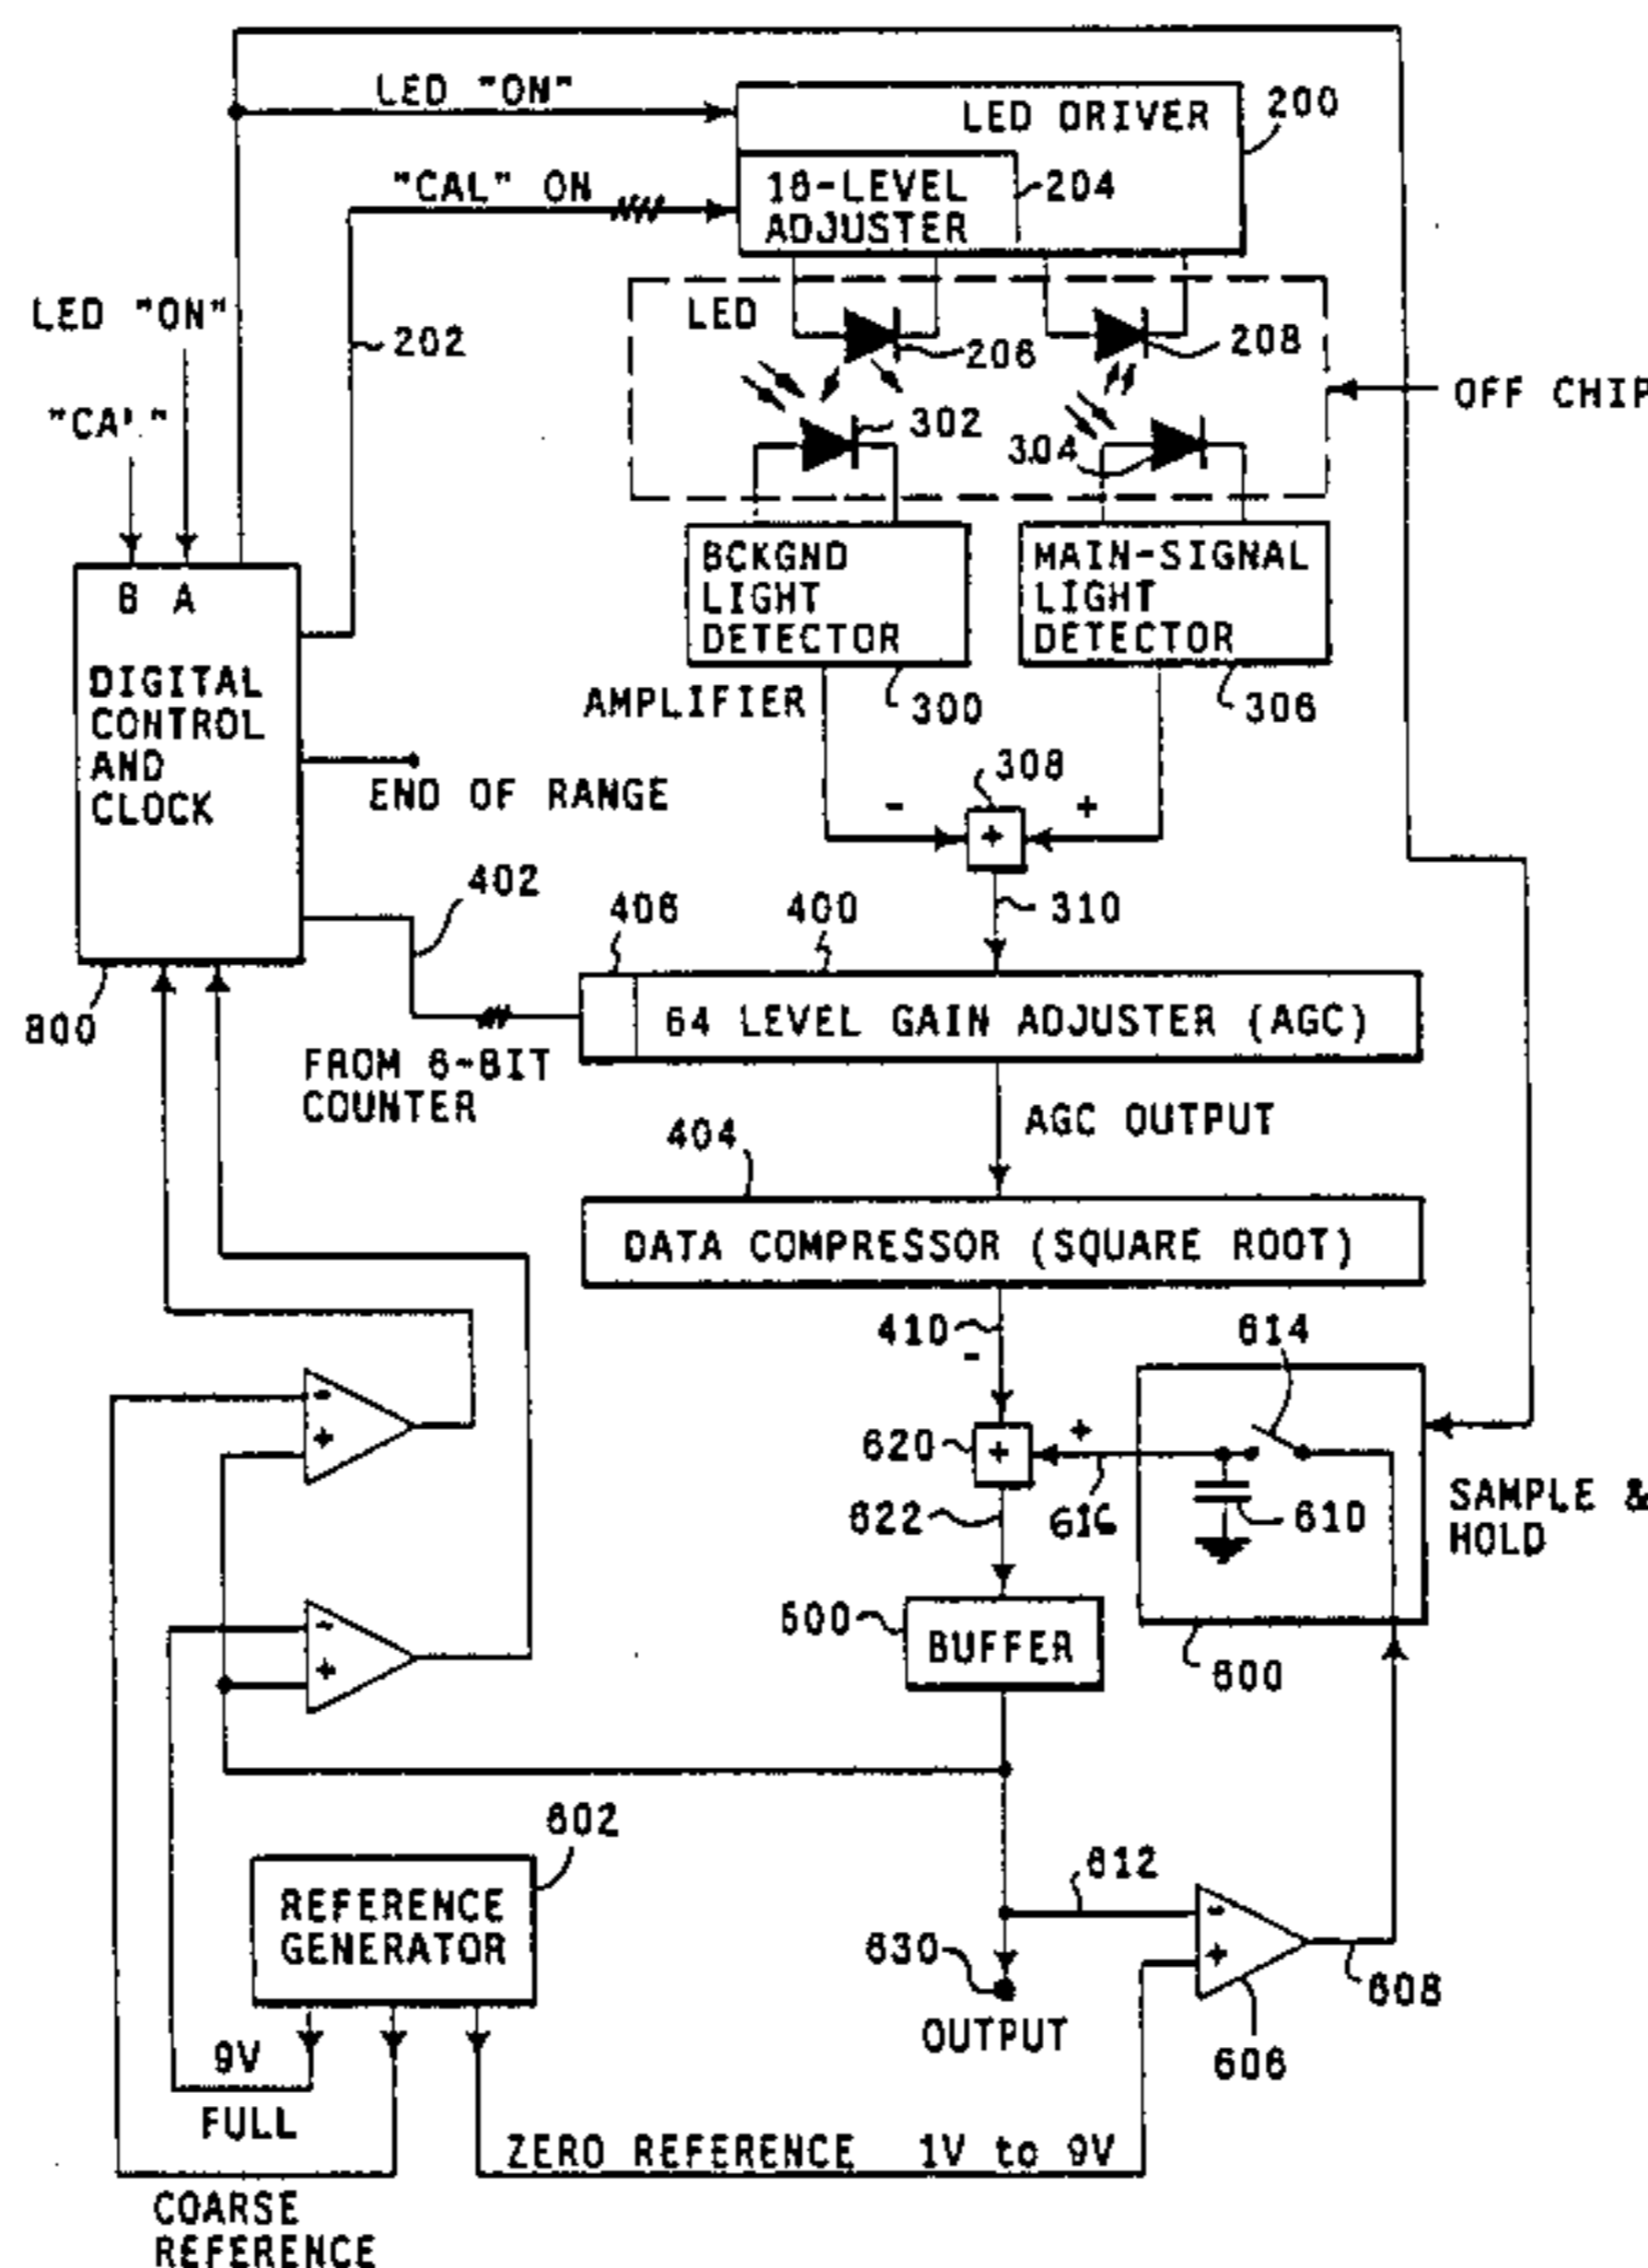 LED "ON"
LED DRIVER
200
"CAL" ON
16-LEVEL
ADJUSTER
204
LED "ON"
202
LED
206
208
"CAL"
302
304
OFF CHIP
B A
BCKGND
LIGHT
DETECTOR
MAIN-SIGNAL
LIGHT
DETECTOR
DIGITAL
CONTROL
AND
CLOCK
AMPLIFIER
300
306
308
END OF RANGE
-
+
+
402
406
400
310
800
64 LEVEL GAIN ADJUSTER (AGC)
FROM 6-BIT
COUNTER
AGC OUTPUT
404
DATA COMPRESSOR (SQUARE ROOT)
410
-
614
-
+
620
+
+
622
616
610
SAMPLE &
HOLD
-
+
BUFFER
600
602
612
REFERENCE
GENERATOR
-
+
630
608
OUTPUT
606
9V
FULL
ZERO REFERENCE 1V to 9V
COARSE
REFERENCE